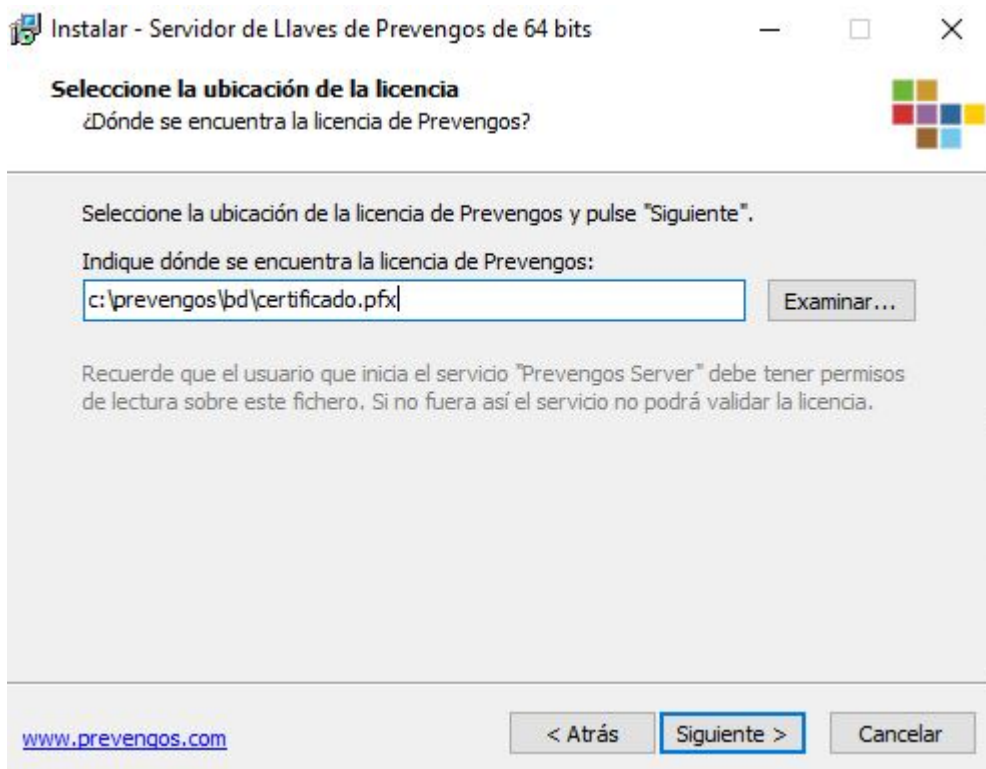 Instalar - Servidor de Llaves de Prevengos de 64 bits
Seleccione la ubicación de la licencia
¿Dónde se encuentra la licencia de Prevengos?
Seleccione la ubicación de la licencia de Prevengos y pulse "Siguiente".
Indique dónde se encuentra la licencia de Prevengos:
c:\prevengos\bd\certificado.pfx
Examinar...
Recuerde que el usuario que inicia el servicio "Prevengos Server" debe tener permisos
de lectura sobre este fichero. Si no fuera así el servicio no podrá validar la licencia.
www.prevengos.com
< Atrás
Siguiente >
Cancelar